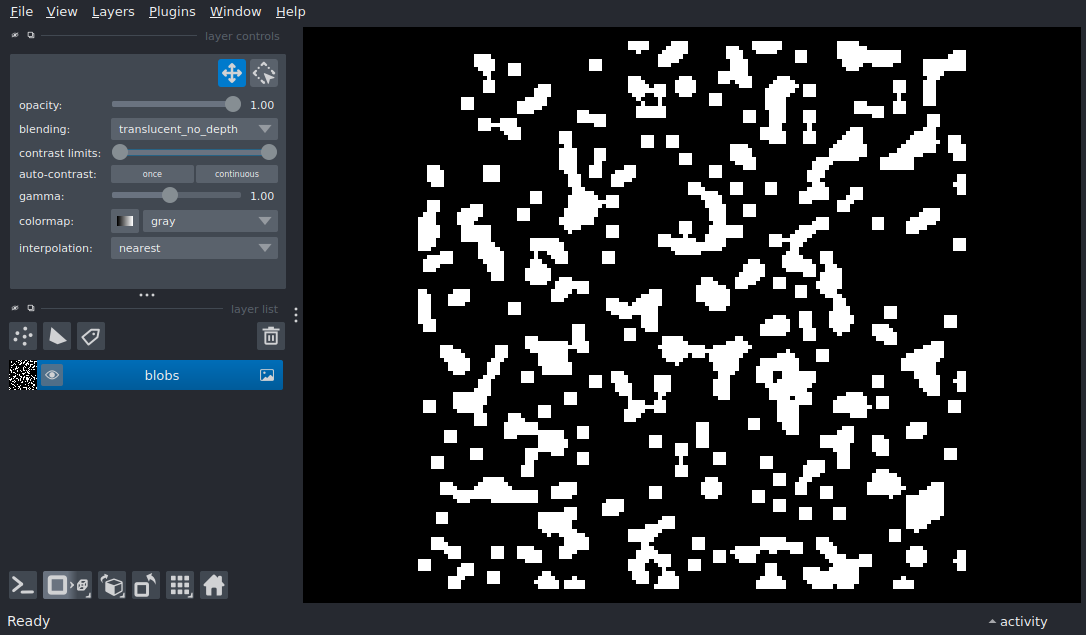 File View Layers Plugins Window Help
layer controls
opacity: 1.00
blending: translucent_no_depth
contrast limits:
auto-contrast: once continuous
gamma: 1.00
colormap: gray
interpolation: nearest
layer list
blobs
Ready
activity